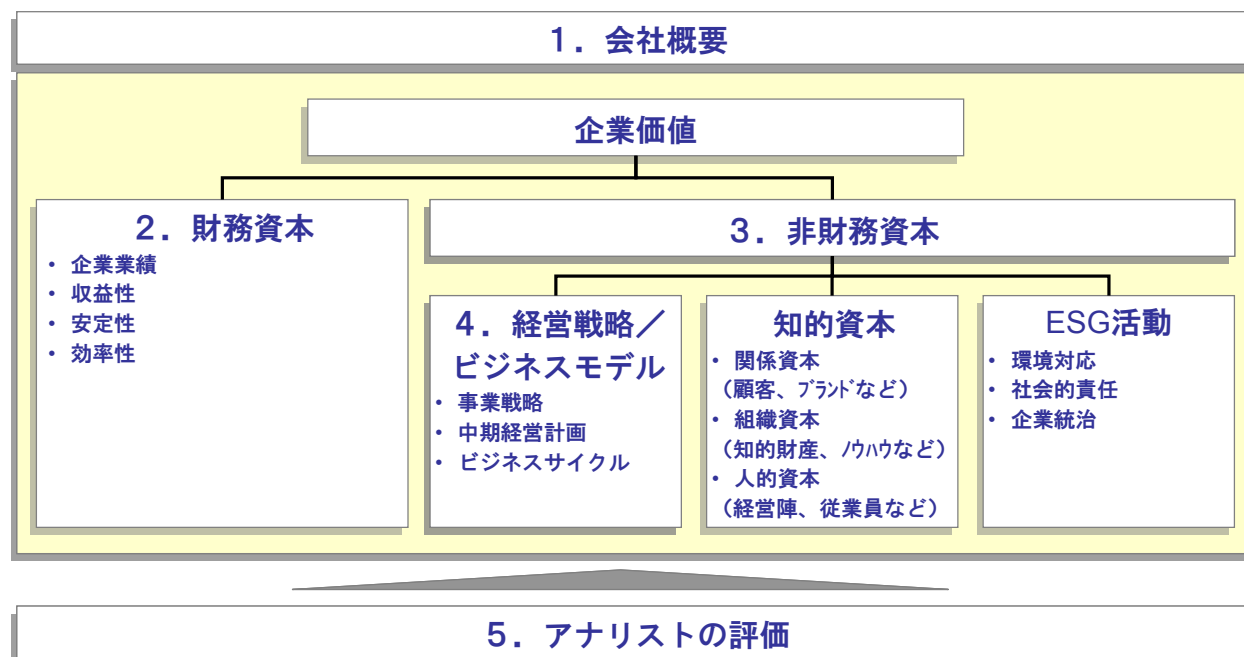 １．会社概要
企業価値
２．財務資本
・ 企業業績
・ 収益性
・ 安定性
・ 効率性
３．非財務資本
４．経営戦略／
ビジネスモデル
・ 事業戦略
・ 中期経営計画
・ ビジネスサイクル
知的資本
・ 関係資本
（顧客、ﾌﾞﾗﾝﾄﾞなど）
・ 組織資本
（知的財産、ﾉｳﾊｳなど）
・ 人的資本
（経営陣、従業員など）
ESG活動
・ 環境対応
・ 社会的責任
・ 企業統治
５．アナリストの評価